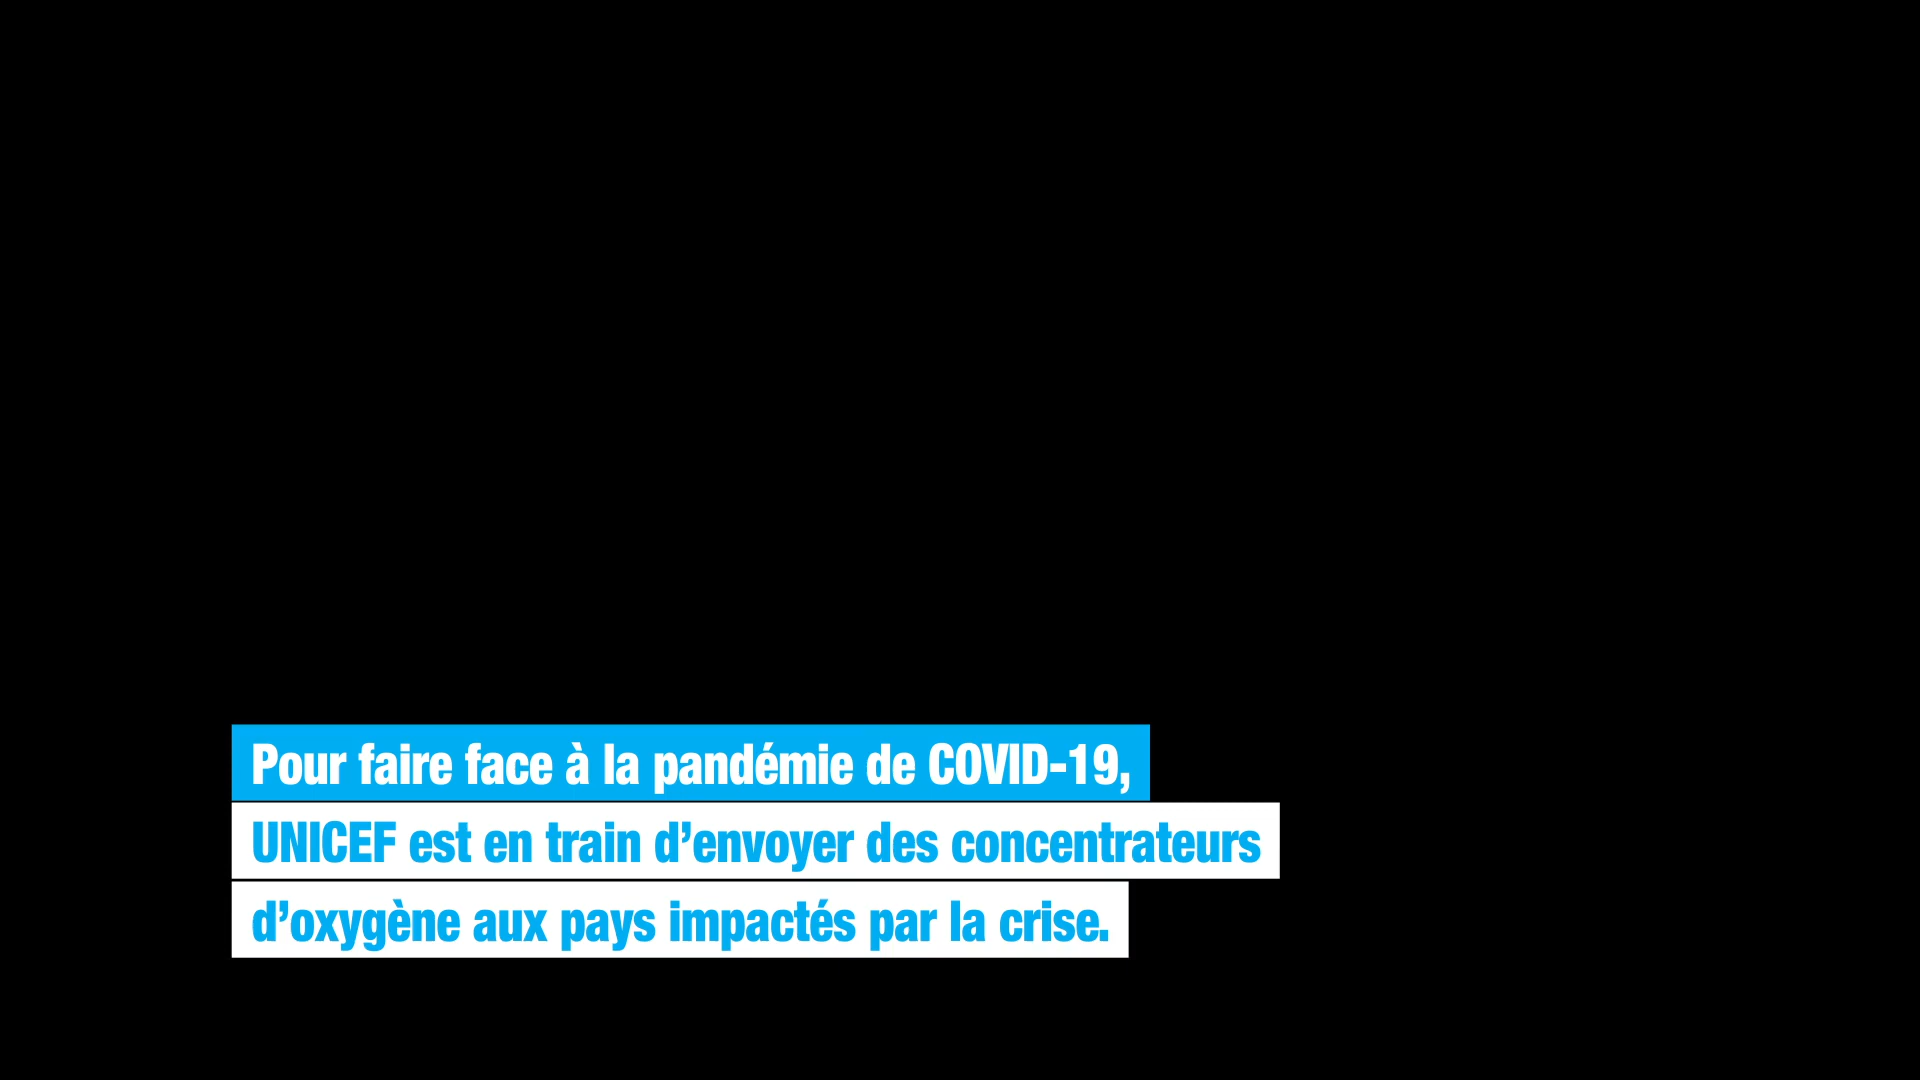 Pour faire face à la pandémie de COVID-19,
UNICEF est en train d’envoyer des concentrateurs
d’oxygène aux pays impactés par la crise.